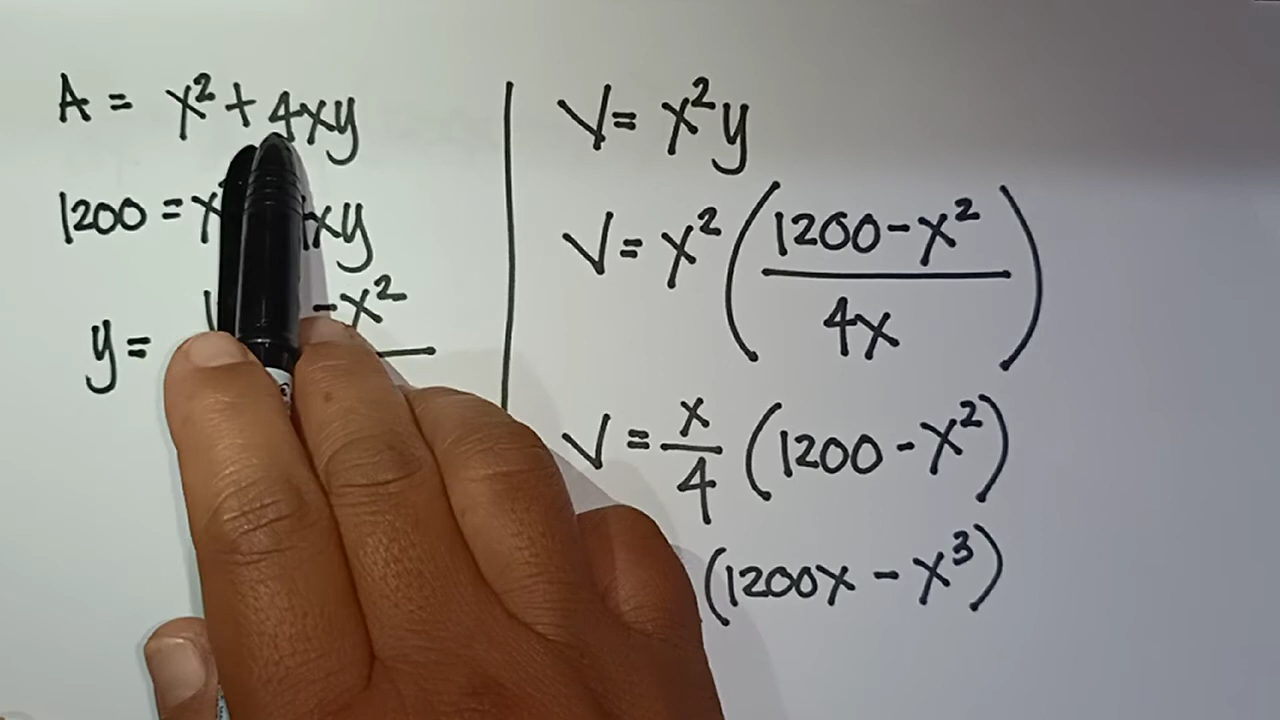 A = x² + 4xy
1200 = x xy
y = - x²
V = x²y
V = x² (1200 - x² / 4x)
V = x/4 (1200 - x²)
(1200x - x³)